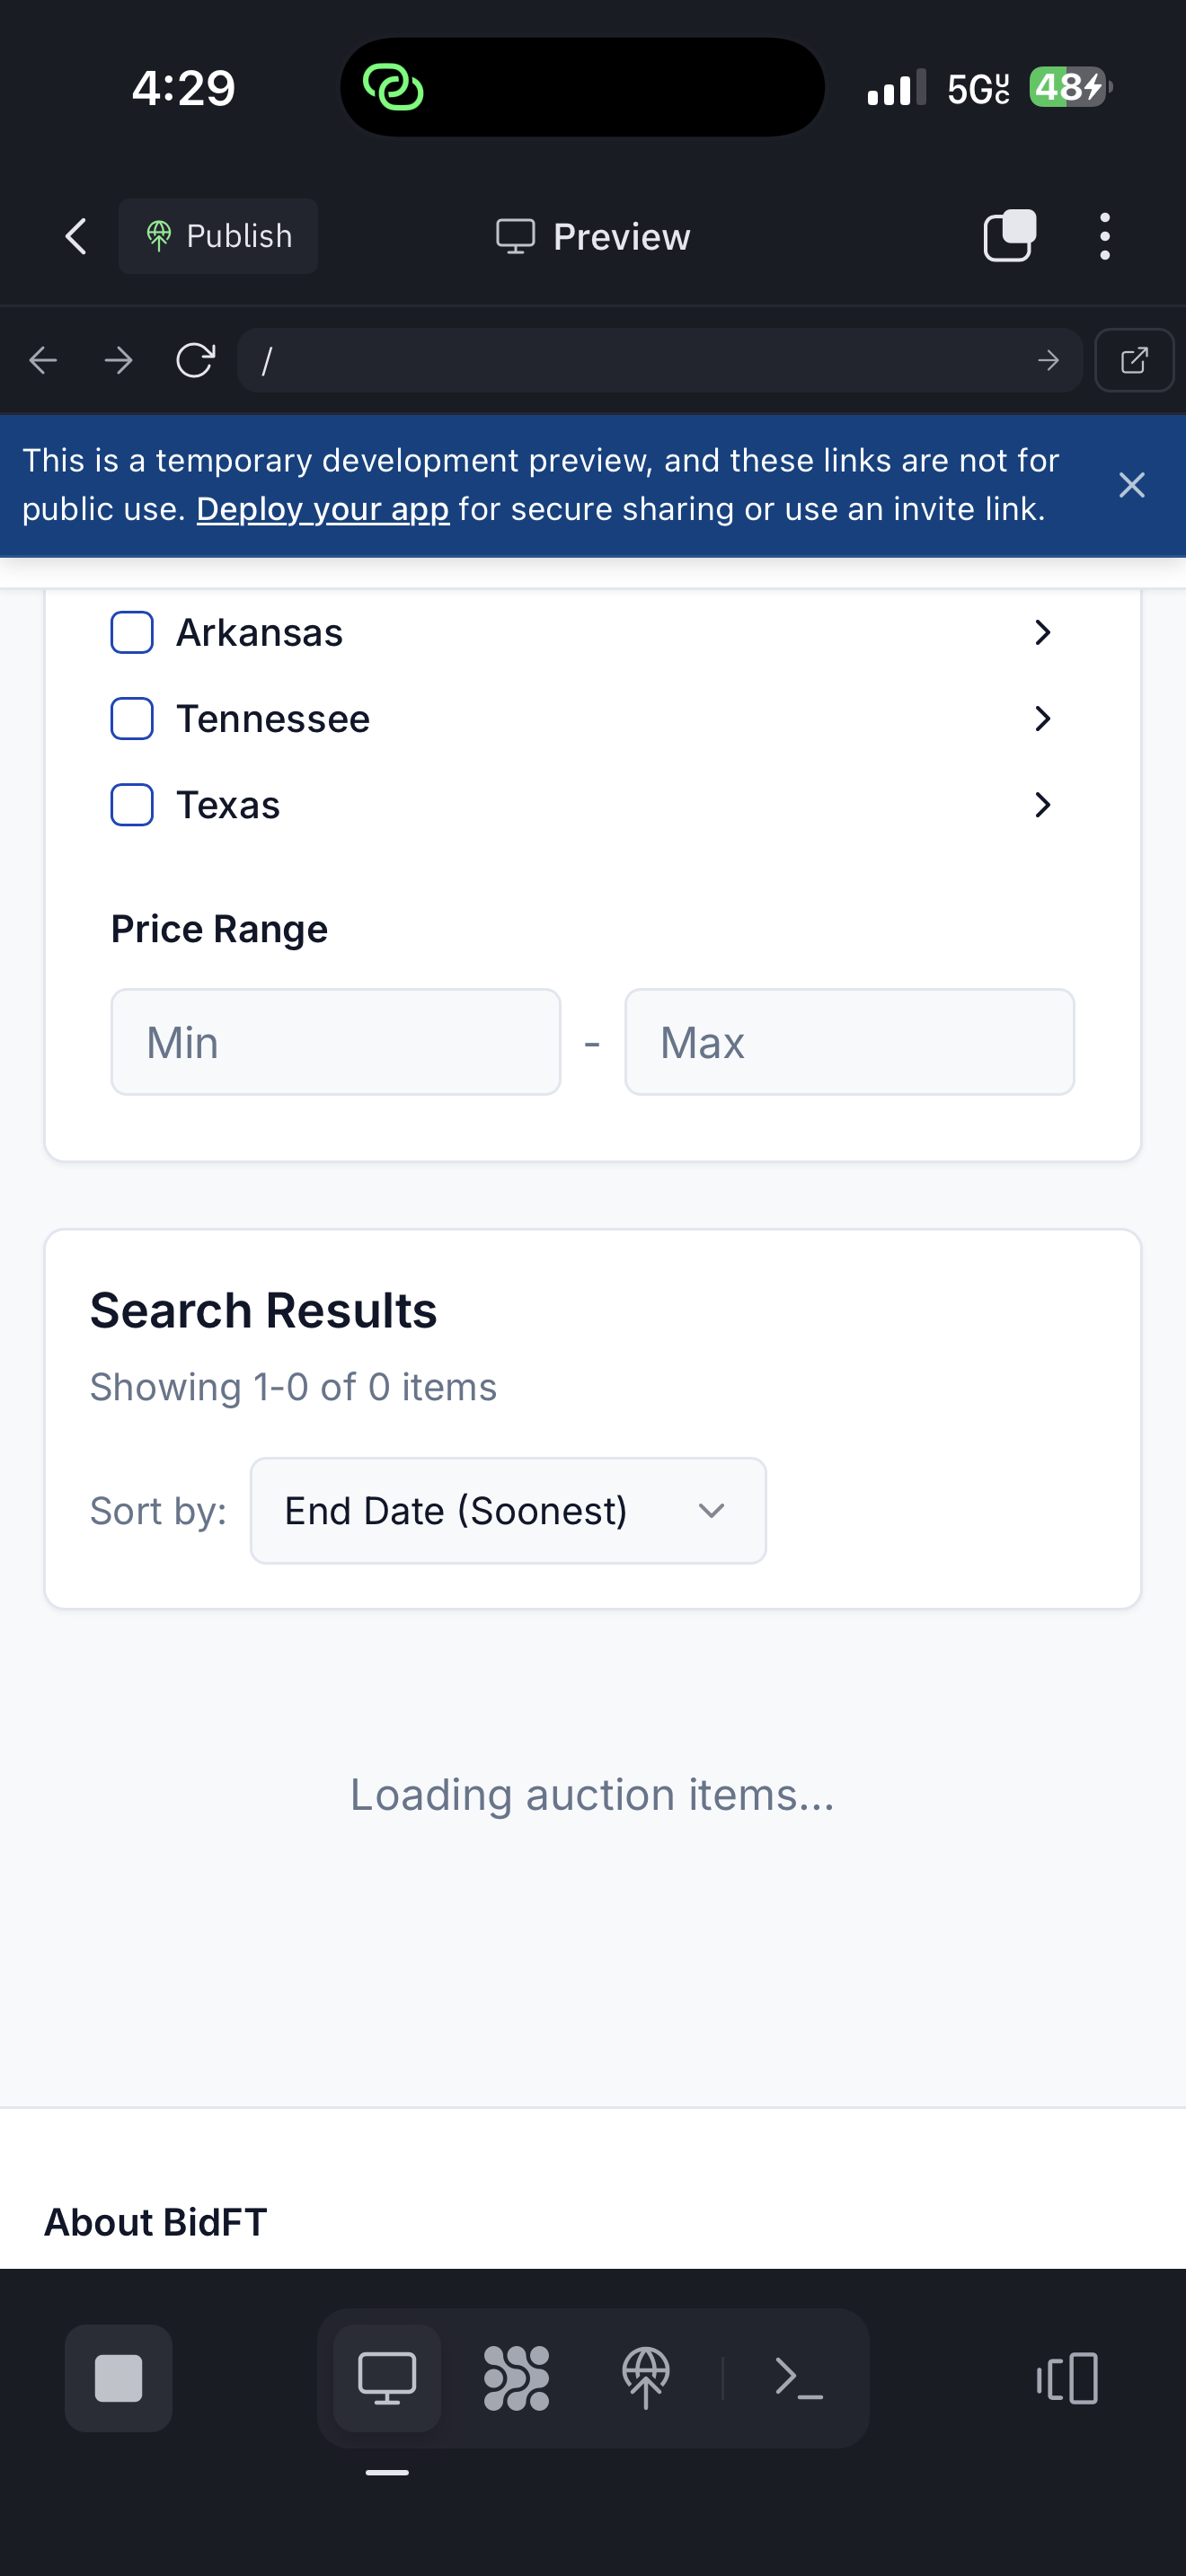 4:29
5G UC
48
Publish
Preview
/
This is a temporary development preview, and these links are not for
public use. Deploy your app for secure sharing or use an invite link.
Arkansas
Tennessee
Texas
Price Range
Min - Max
Search Results
Showing 1-0 of 0 items
Sort by: End Date (Soonest)
Loading auction items...
About BidFT